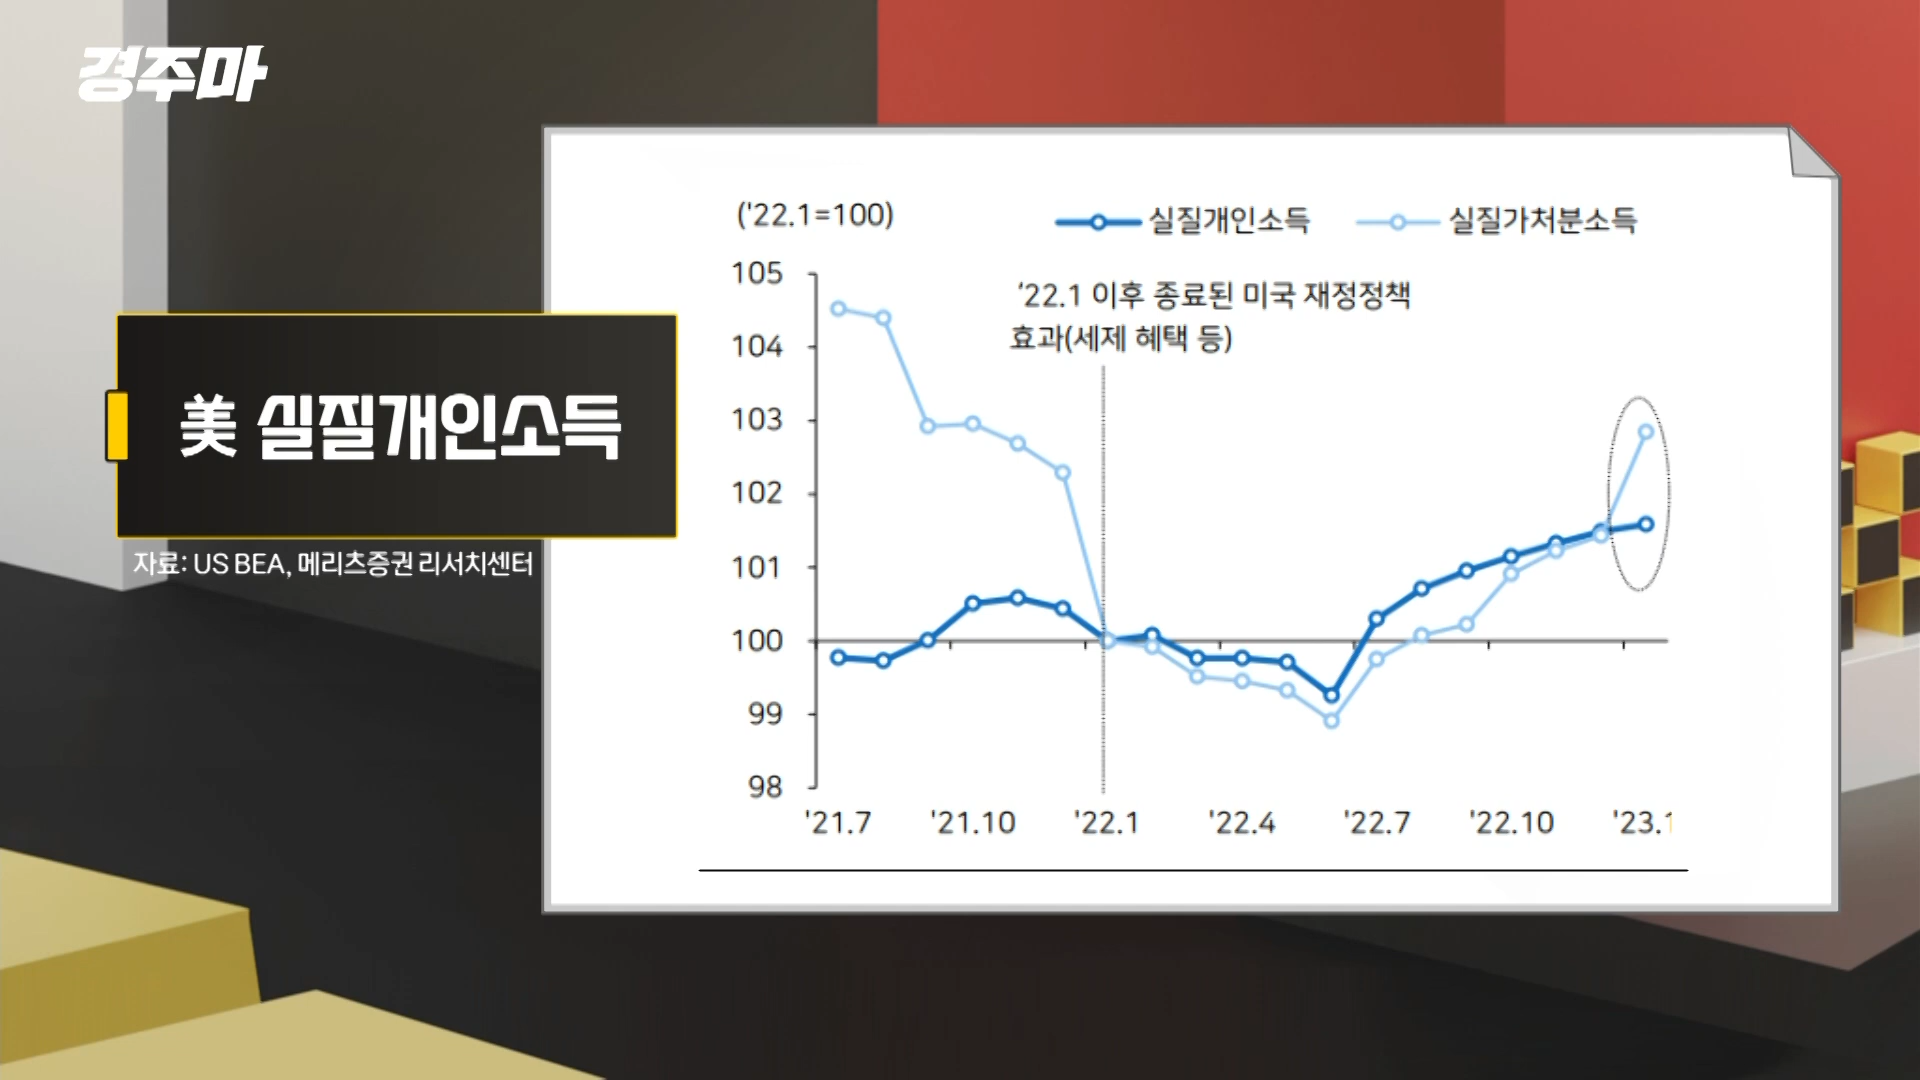 경주마
美 실질개인소득
자료: US BEA, 메리츠증권 리서치센터
('22.1=100)
실질개인소득
실질가처분소득
'22.1 이후 종료된 미국 재정정책
효과(세제 혜택 등)
105
104
103
102
101
100
99
98
'21.7 '21.10 '22.1 '22.4 '22.7 '22.10 '23.1